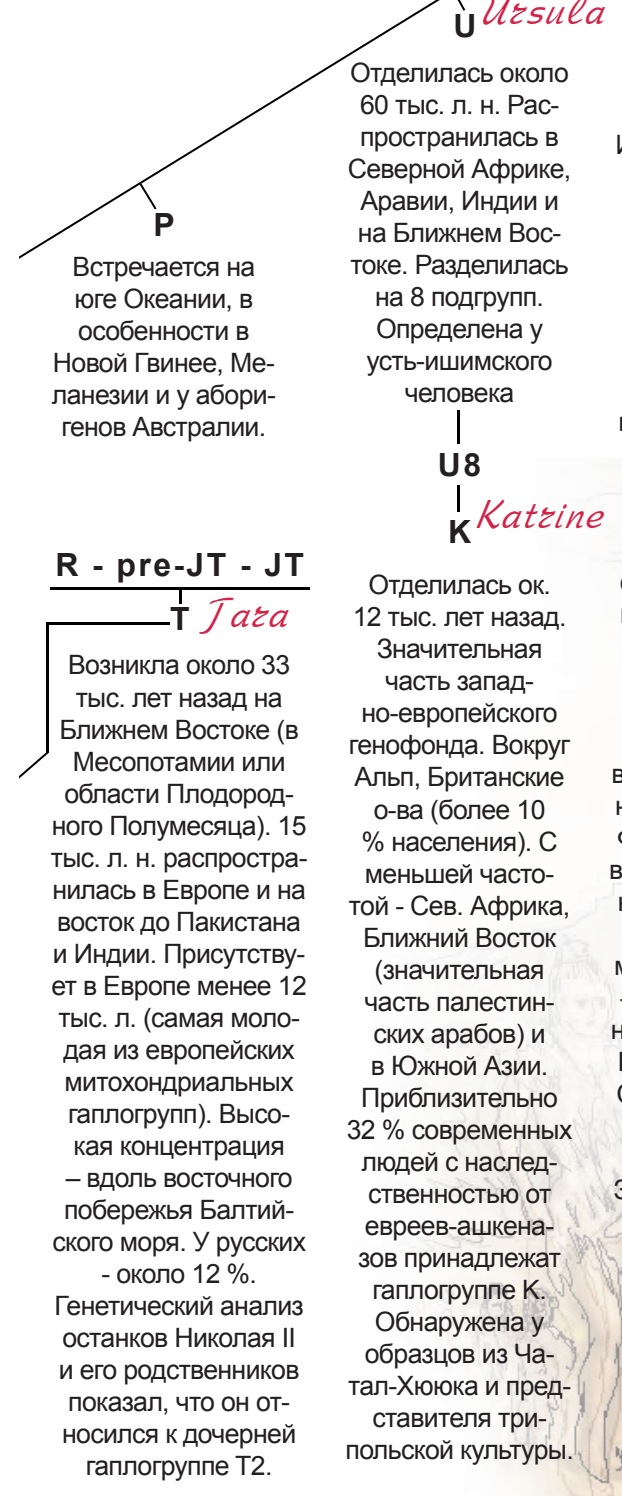 U Ursula
Отделилась около
60 тыс. л. н. Рас-
пространилась в
Северной Африке,
Аравии, Индии и
на Ближнем Вос-
токе. Разделилась
на 8 подгрупп.
Определена у
усть-ишимского
человека
P
Встречается на
юге Океании, в
особенности в
Новой Гвинее, Ме-
ланезии и у абори-
генов Австралии.
U8
K Katrine
Отделилась ок.
12 тыс. лет назад.
Значительная
часть запад-
но-европейского
генофонда. Вокруг
Альп, Британские
о-ва (более 10
% населения). С
меньшей часто-
той - Сев. Африка,
Ближний Восток
(значительная
часть палестин-
ских арабов) и
в Южной Азии.
Приблизительно
32 % современных
людей с наслед-
ственностью от
евреев-ашкена-
зов принадлежат
гаплогруппе K.
Обнаружена у
образцов из Ча-
тал-Хююка и пред-
ставителя три-
польской культуры.
R - pre-JT - JT
T Tara
Возникла около 33
тыс. лет назад на
Ближнем Востоке (в
Месопотамии или
области Плодород-
ного Полумесяца). 15
тыс. л. н. распростра-
нилась в Европе и на
восток до Пакистана
и Индии. Присутству-
ет в Европе менее 12
тыс. л. (самая моло-
дая из европейских
митохондриальных
гаплогрупп). Высо-
кая концентрация
– вдоль восточного
побережья Балтий-
ского моря. У русских
- около 12 %.
Генетический анализ
останков Николая II
и его родственников
показал, что он от-
носился к дочерней
гаплогруппе T2.